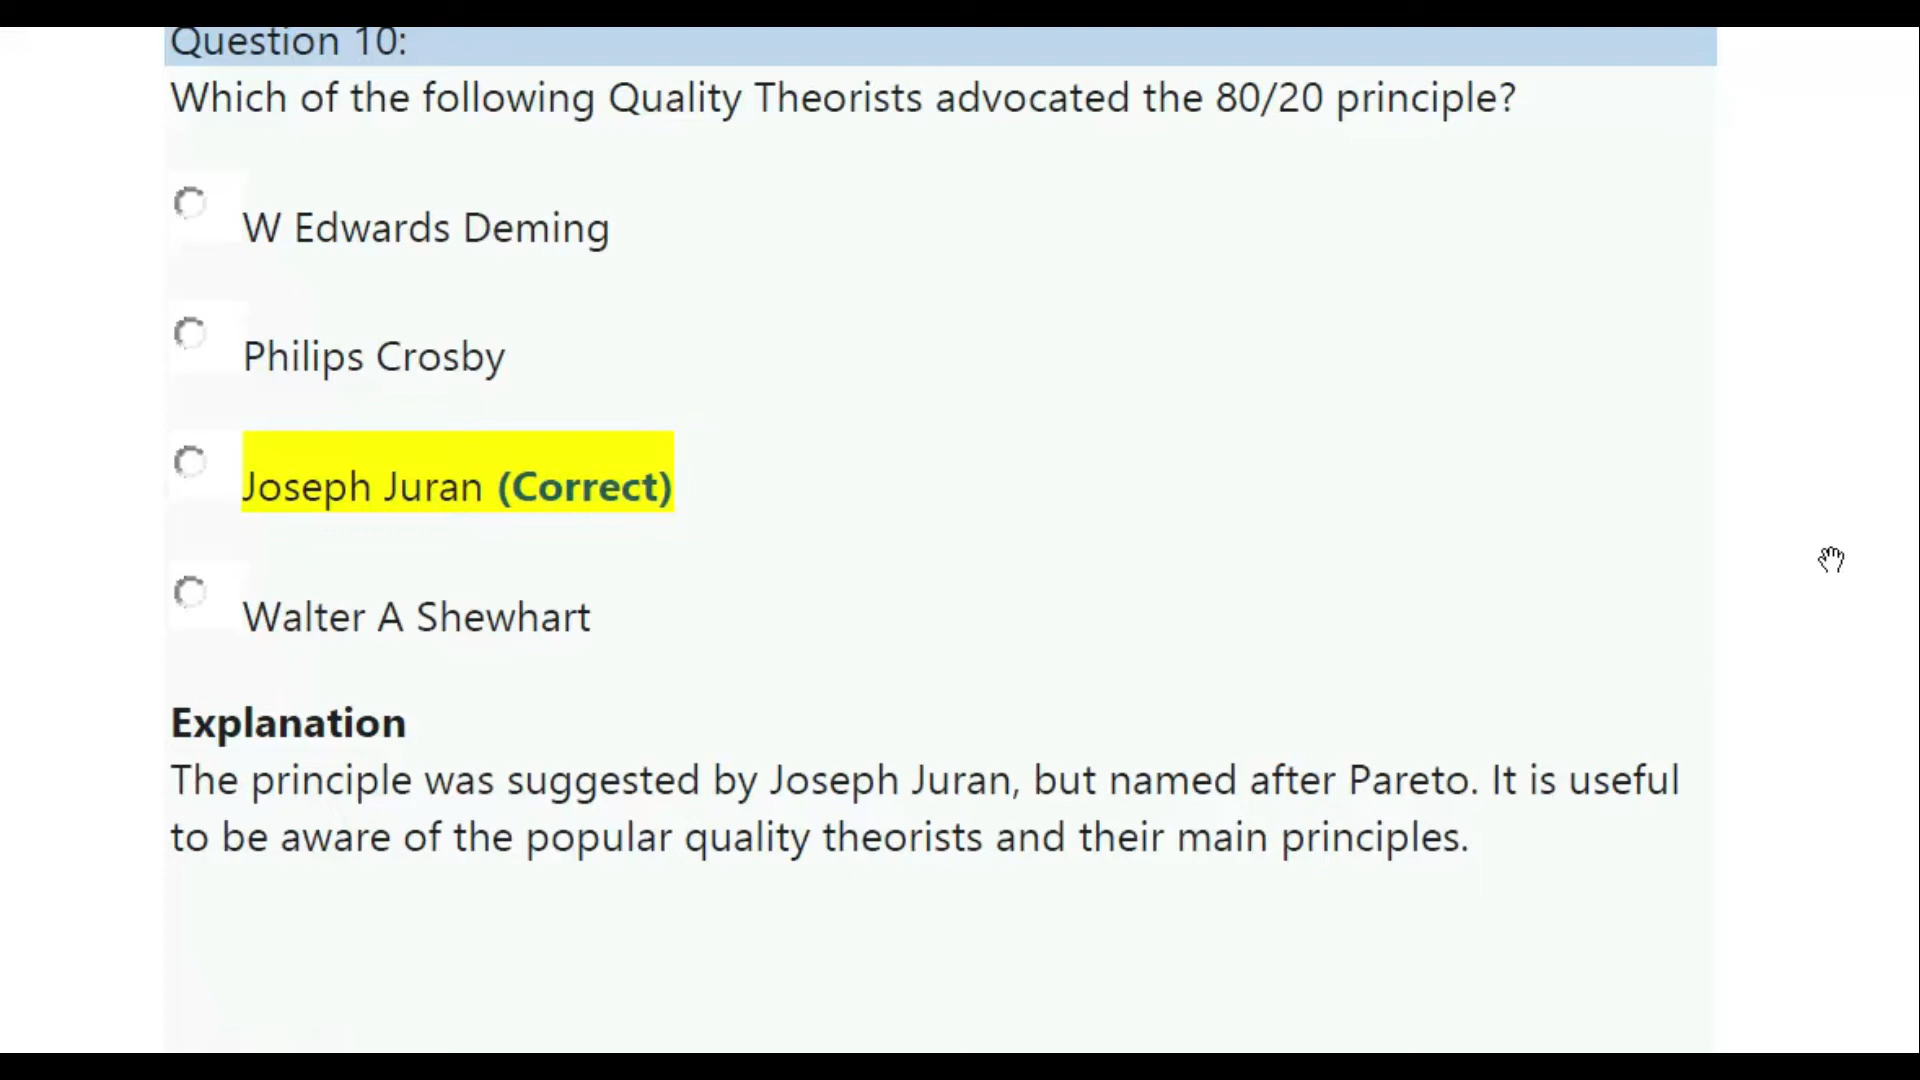 Question 10:
Which of the following Quality Theorists advocated the 80/20 principle?
W Edwards Deming
Philips Crosby
Joseph Juran (Correct)
Walter A Shewhart
Explanation
The principle was suggested by Joseph Juran, but named after Pareto. It is useful
to be aware of the popular quality theorists and their main principles.